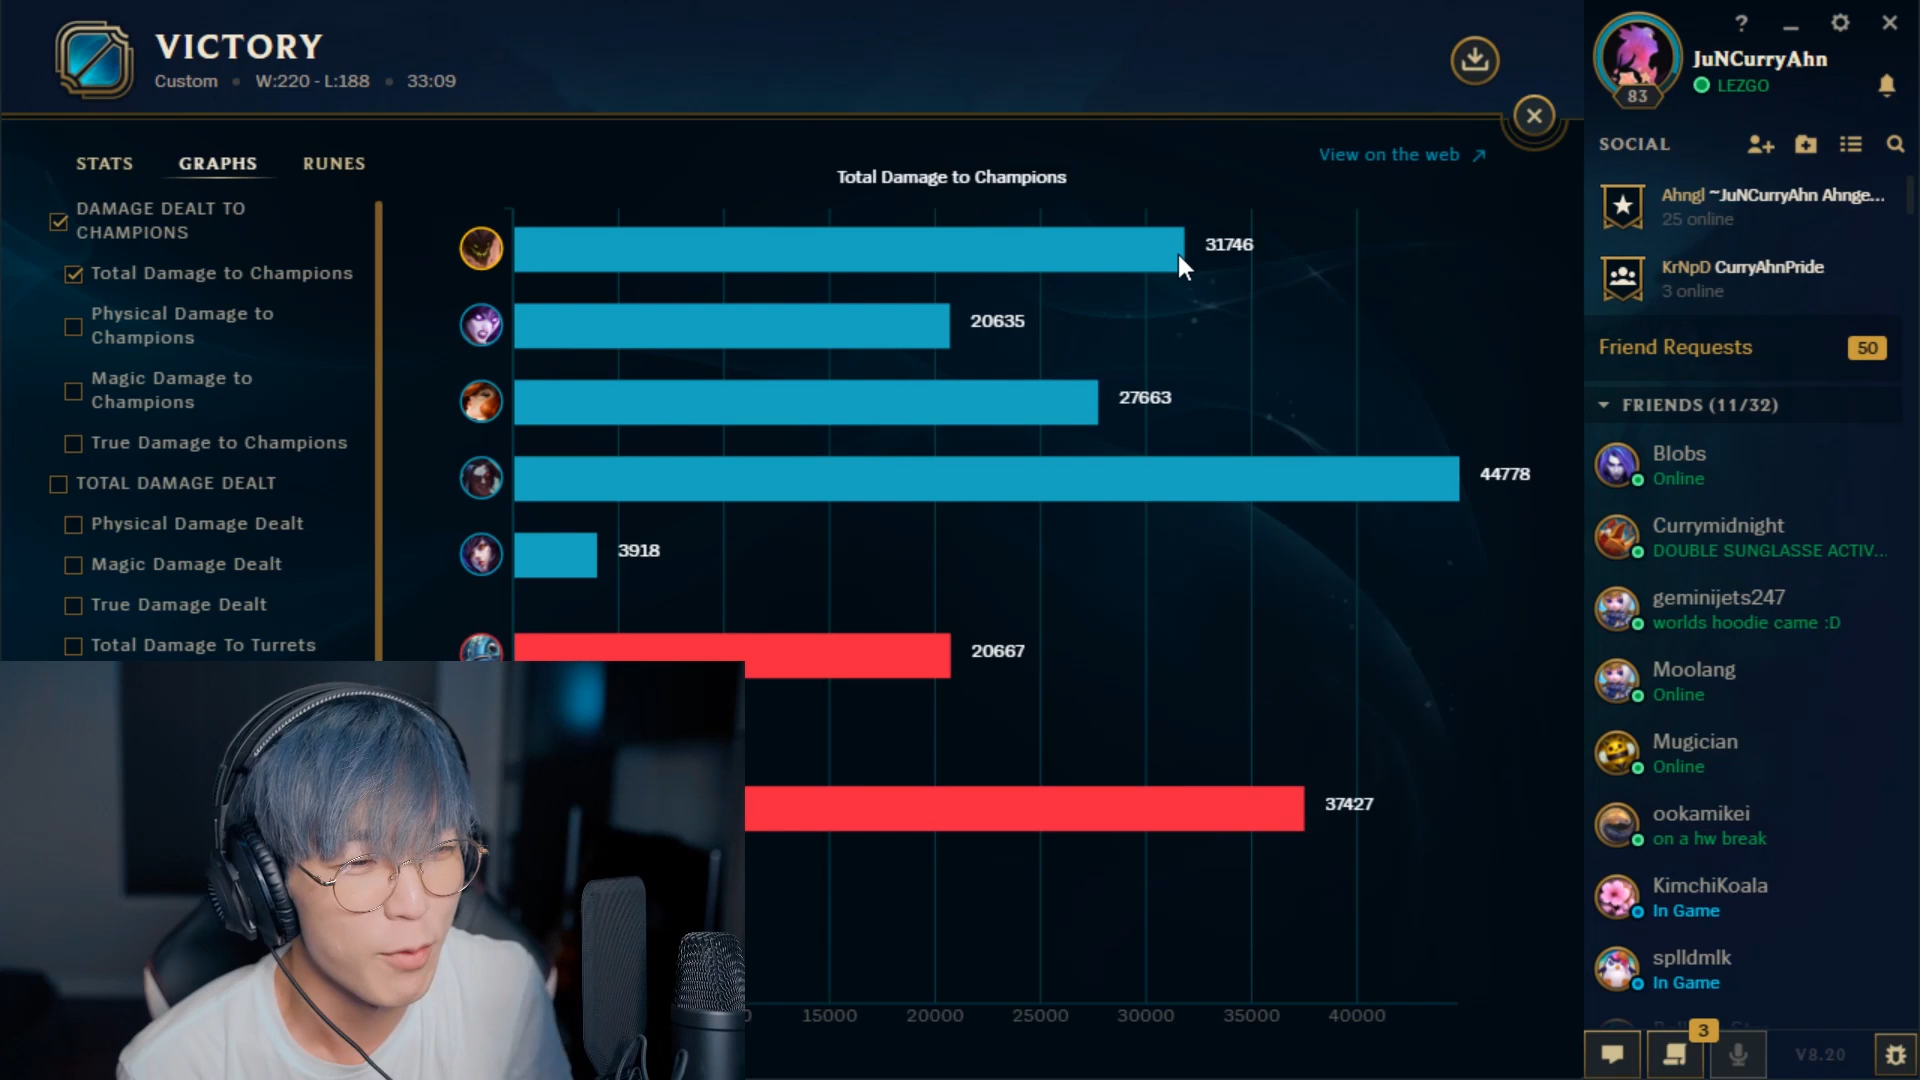 VICTORY
Custom • W:220 - L:188 • 33:09
STATS
GRAPHS
RUNES
View on the web
DAMAGE DEALT TO
CHAMPIONS
Total Damage to Champions
Physical Damage to
Champions
Magic Damage to
Champions
True Damage to Champions
TOTAL DAMAGE DEALT
Physical Damage Dealt
Magic Damage Dealt
True Damage Dealt
Total Damage To Turrets
Total Damage to Champions
31746
20635
27663
44778
3918
20667
37427
15000
20000
25000
30000
35000
40000
?
83
JuNCurryAhn
LEZGO
SOCIAL
Ahngl ~JuNCurryAhn Ahnge...
25 online
KrNpD CurryAhnPride
3 online
Friend Requests
50
FRIENDS (11/32)
Blobs
Online
Currymidnight
DOUBLE SUNGLASSE ACTIV...
geminijets247
worlds hoodie came :D
Moolang
Online
Mugician
Online
ookamikei
on a hw break
KimchiKoala
In Game
splldmlk
In Game
3
V8.20